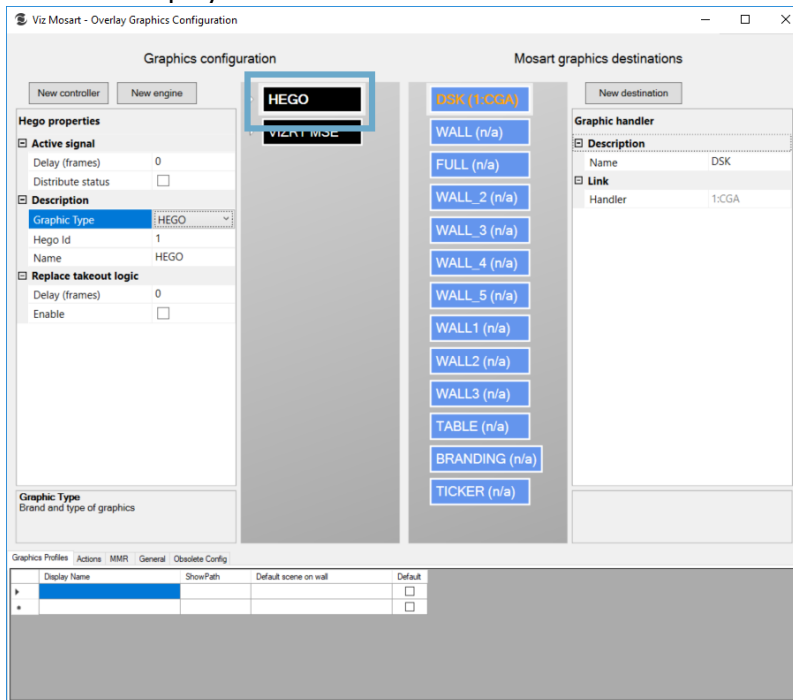 Viz Mosart - Overlay Graphics Configuration
Graphics configuration
Mosart graphics destinations
New controller
New engine
HEGO
VIZRT MSE
DSK (1:CGA)
WALL (n/a)
FULL (n/a)
WALL_2 (n/a)
WALL_3 (n/a)
WALL_4 (n/a)
WALL_5 (n/a)
WALL1 (n/a)
WALL2 (n/a)
WALL3 (n/a)
TABLE (n/a)
BRANDING (n/a)
TICKER (n/a)
New destination
Hego properties
Active signal
Delay (frames) 0
Distribute status
Description
Graphic Type HEGO
Hego Id 1
Name HEGO
Replace takeout logic
Delay (frames) 0
Enable
Graphic Type
Brand and type of graphics
Graphic handler
Description
Name DSK
Link
Handler 1:CGA
Graphics Profiles Actions MMR General Obsolete Config
Display Name ShowPath Default scene on wall Default